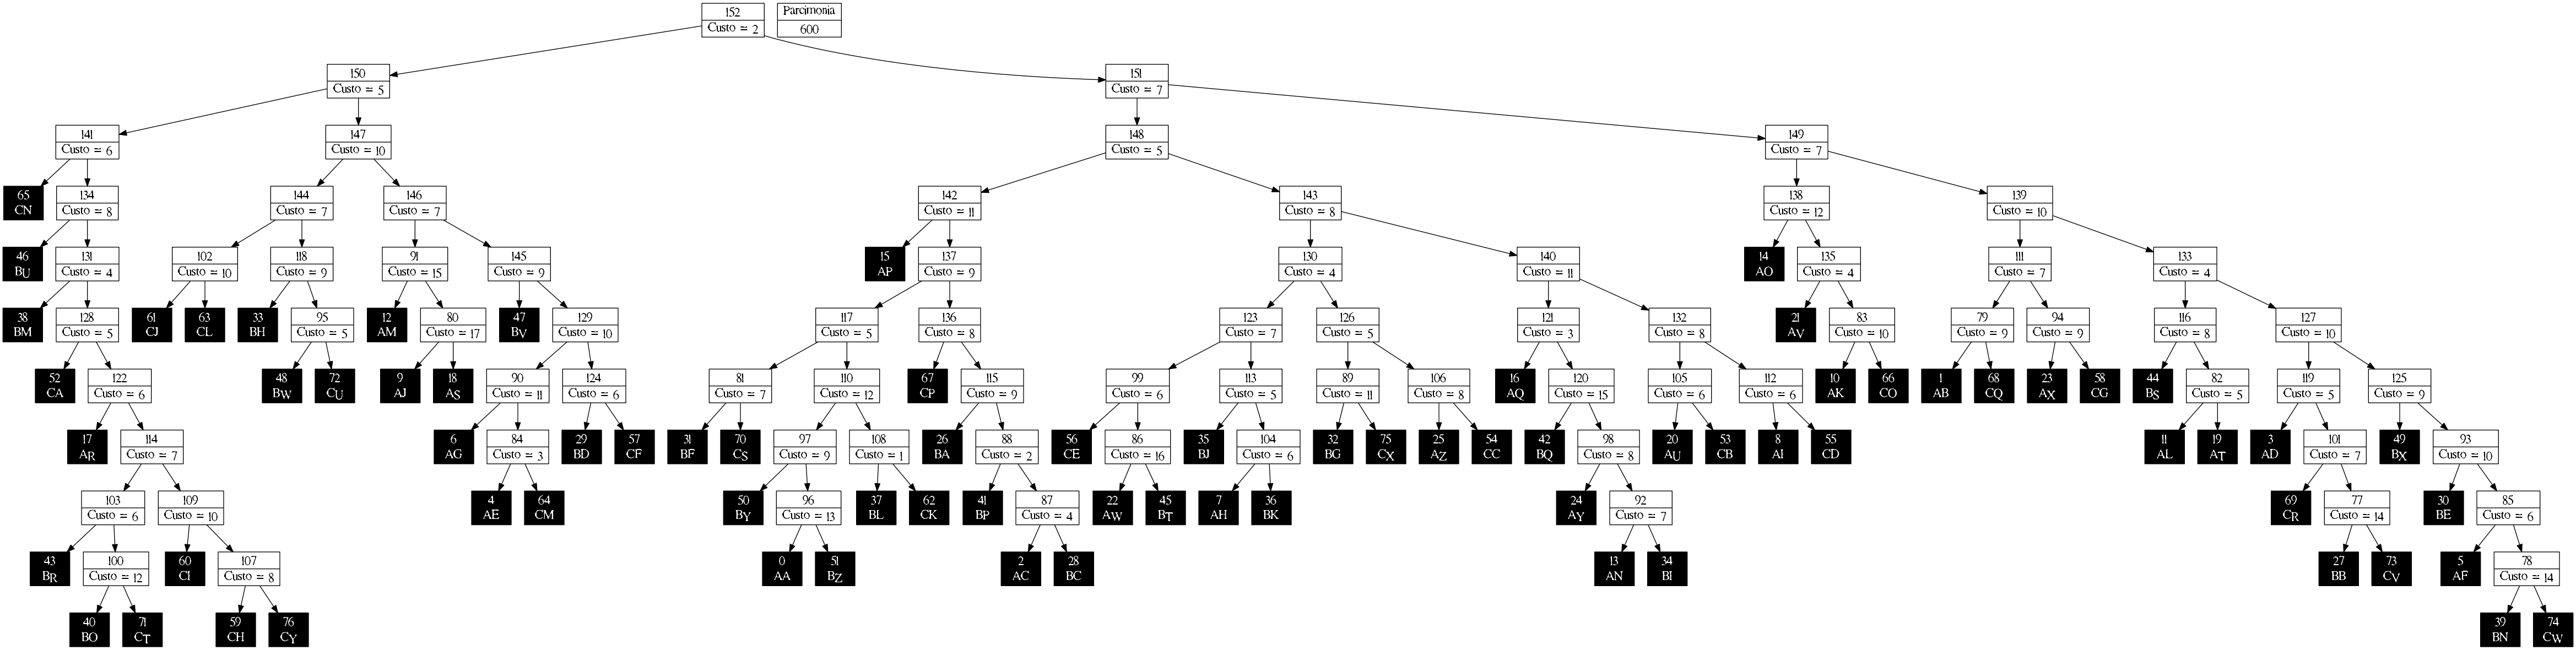 152
Custo = 2
Parcimonia
600
150
Custo = 5
151
Custo = 7
141
Custo = 6
147
Custo = 10
148
Custo = 5
149
Custo = 7
65
CN
134
Custo = 8
144
Custo = 7
146
Custo = 7
142
Custo = 11
143
Custo = 8
138
Custo = 12
139
Custo = 10
46
BU
131
Custo = 4
102
Custo = 10
118
Custo = 9
91
Custo = 15
145
Custo = 9
15
AP
137
Custo = 9
130
Custo = 4
140
Custo = 11
14
AO
135
Custo = 4
111
Custo = 7
133
Custo = 4
38
BM
128
Custo = 5
61
CJ
63
CL
33
BH
95
Custo = 5
12
AM
80
Custo = 17
47
BV
129
Custo = 10
117
Custo = 5
136
Custo = 8
123
Custo = 7
126
Custo = 5
121
Custo = 3
132
Custo = 8
21
AV
83
Custo = 10
79
Custo = 9
94
Custo = 9
116
Custo = 8
127
Custo = 10
52
CA
122
Custo = 6
48
BW
72
CU
9
AJ
18
AS
90
Custo = 11
124
Custo = 6
81
Custo = 7
110
Custo = 12
67
CP
115
Custo = 9
99
Custo = 6
113
Custo = 5
89
Custo = 11
106
Custo = 8
16
AQ
120
Custo = 15
105
Custo = 6
112
Custo = 6
10
AK
66
CO
1
AB
68
CQ
23
AX
58
CG
44
BS
82
Custo = 5
119
Custo = 5
125
Custo = 9
17
AR
114
Custo = 7
6
AG
84
Custo = 3
29
BD
57
CF
31
BF
70
CS
97
Custo = 9
108
Custo = 1
26
BA
88
Custo = 2
56
CE
86
Custo = 16
35
BJ
104
Custo = 6
32
BG
75
CX
25
AZ
54
CC
42
BQ
98
Custo = 8
20
AU
53
CB
8
AI
55
CD
11
AL
19
AT
3
AD
101
Custo = 7
49
BX
93
Custo = 10
103
Custo = 6
109
Custo = 10
4
AE
64
CM
50
BY
96
Custo = 13
37
BL
62
CK
41
BP
87
Custo = 4
22
AW
45
BT
7
AH
36
BK
24
AY
92
Custo = 7
69
CR
77
Custo = 14
30
BE
85
Custo = 6
43
BR
100
Custo = 12
60
CI
107
Custo = 8
0
AA
51
BZ
2
AC
28
BC
13
AN
34
BI
27
BB
73
CV
5
AF
78
Custo = 14
40
BO
71
CT
59
CH
76
CY
39
BN
74
CW